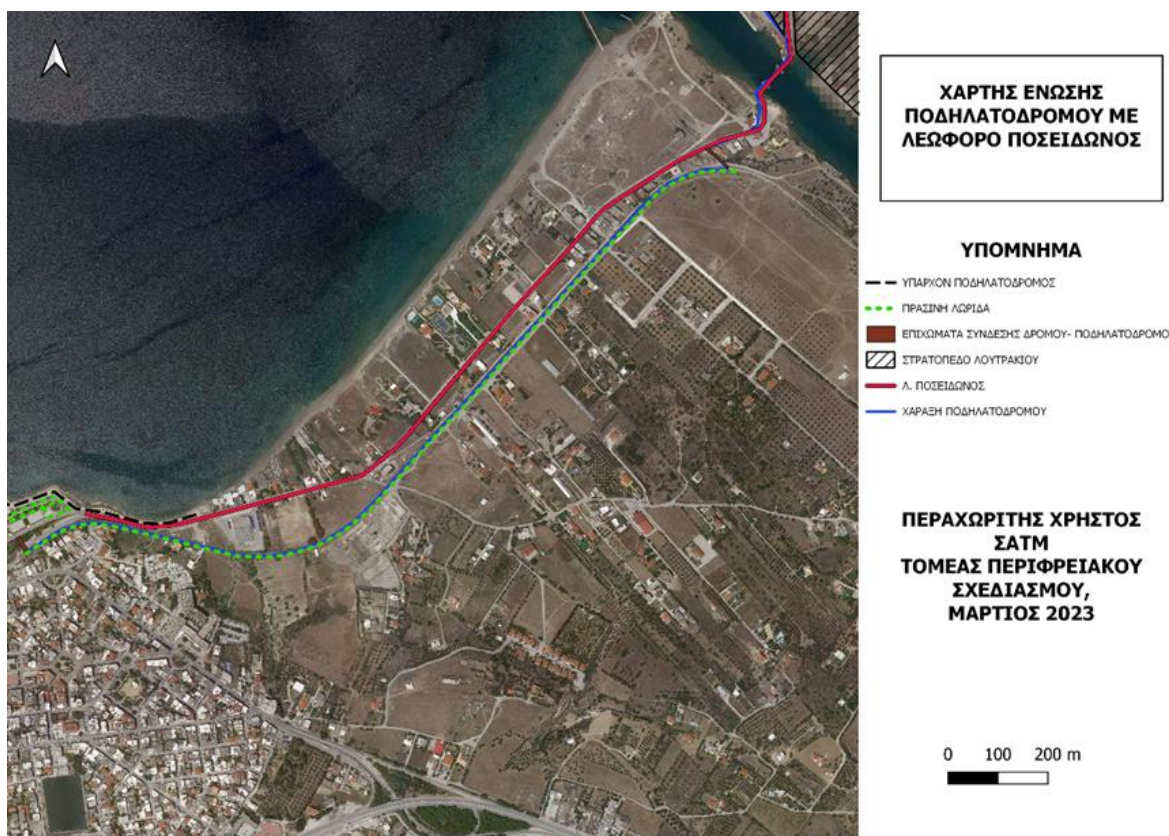 ΧΑΡΤΗΣ ΕΝΩΣΗΣ
ΠΟΔΗΛΑΤΟΔΡΟΜΟΥ ΜΕ
ΛΕΩΦΟΡΟ ΠΟΣΕΙΔΩΝΟΣ
ΥΠΟΜΝΗΜΑ
ΥΠΑΡΧΟΝ ΠΟΔΗΛΑΤΟΔΡΟΜΟΣ
ΠΡΑΣΙΝΗ ΛΩΡΙΔΑ
ΕΠΙΧΩΜΑΤΑ ΣΥΝΔΕΣΗΣ ΔΡΟΜΟΥ- ΠΟΔΗΛΑΤΟΔΡΟΜΟ
ΣΤΡΑΤΟΠΕΔΟ ΛΟΥΤΡΑΚΙΟΥ
Λ. ΠΟΣΕΙΔΩΝΟΣ
ΧΑΡΑΞΗ ΠΟΔΗΛΑΤΟΔΡΟΜΟΥ
ΠΕΡΑΧΩΡΙΤΗΣ ΧΡΗΣΤΟΣ
ΣΑΤΜ
ΤΟΜΕΑΣ ΠΕΡΙΦΡΕΙΑΚΟΥ
ΣΧΕΔΙΑΣΜΟΥ,
ΜΑΡΤΙΟΣ 2023
0 100 200 m